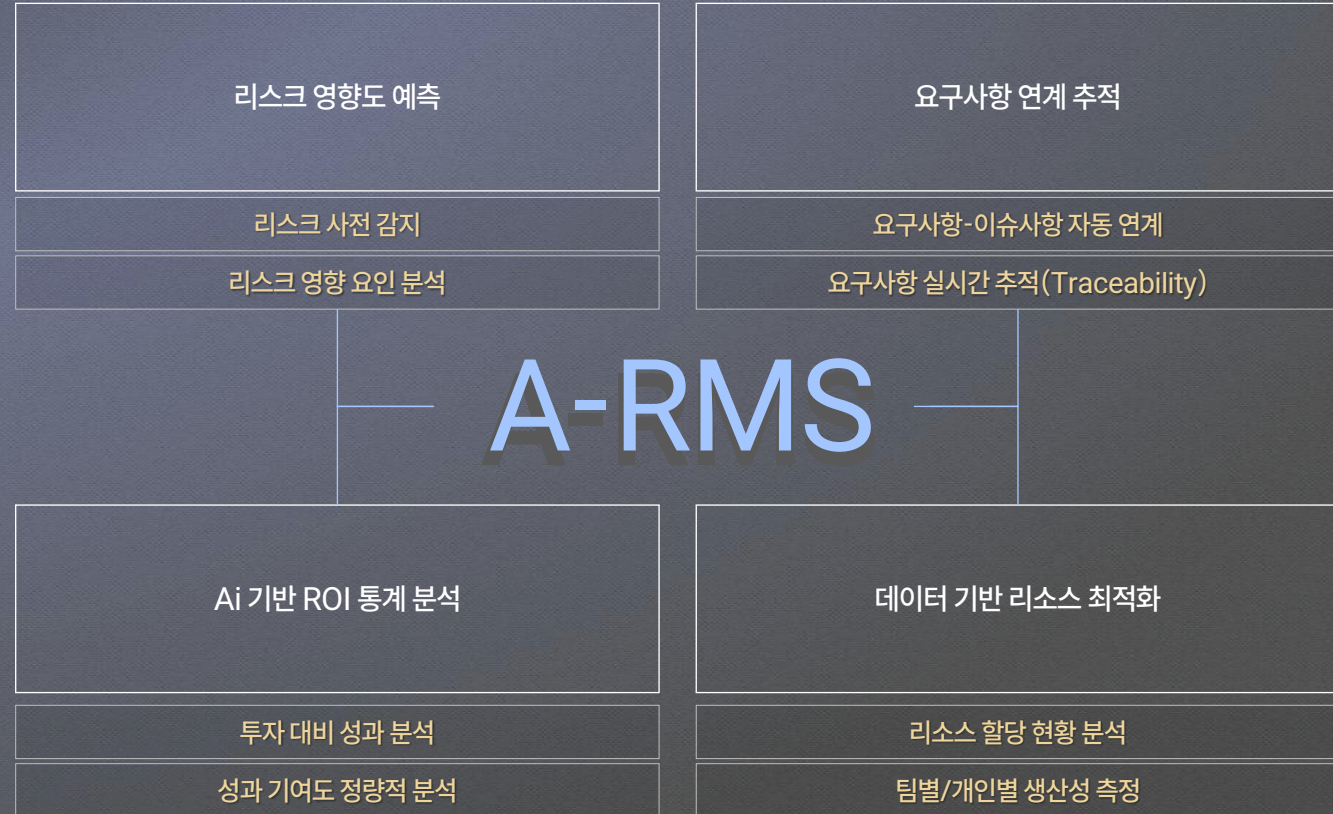 리스크 영향도 예측
요구사항 연계 추적
리스크 사전 감지
요구사항-이슈사항 자동 연계
리스크 영향 요인 분석
요구사항 실시간 추적(Traceability)
A-RMS
Ai 기반 ROI 통계 분석
데이터 기반 리소스 최적화
투자 대비 성과 분석
리소스 할당 현황 분석
성과 기여도 정량적 분석
팀별/개인별 생산성 측정